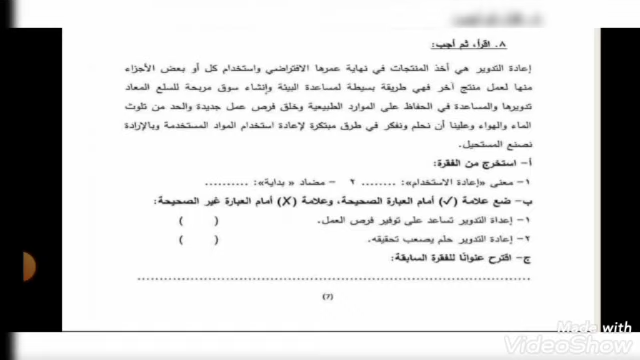 ٨. اقرأ، ثم أجب:
إعادة التدوير هي أخذ المنتجات في نهاية عمرها الافتراضي واستخدام كل أو بعض الأجزاء
منها لعمل منتج آخر فهي طريقة بسيطة لمساعدة البيئة وإنشاء سوق مربحة للسلع المعاد
تدويرها والمساعدة في الحفاظ على الموارد الطبيعية وخلق فرص عمل جديدة والحد من تلوث
الماء والهواء وعلينا أن نحلم ونفكر في طرق مبتكرة لإعادة استخدام المواد المستخدمة وبالإرادة
نصنع المستحيل.
أ- استخرج من الفقرة:
١- معنى «إعادة الاستخدام»: ........ ٢ - مضاد « بداية»: ..........
ب- ضع علامة (✓) أمام العبارة الصحيحة، وعلامة (X) أمام العبارة غير الصحيحة:
١- إعداة التدوير تساعد على توفير فرص العمل. ( )
٢- إعادة التدوير حلم يصعب تحقيقه. ( )
ج- اقترح عنوانًا للفقرة السابقة:
(7)
Made with
VideoShow